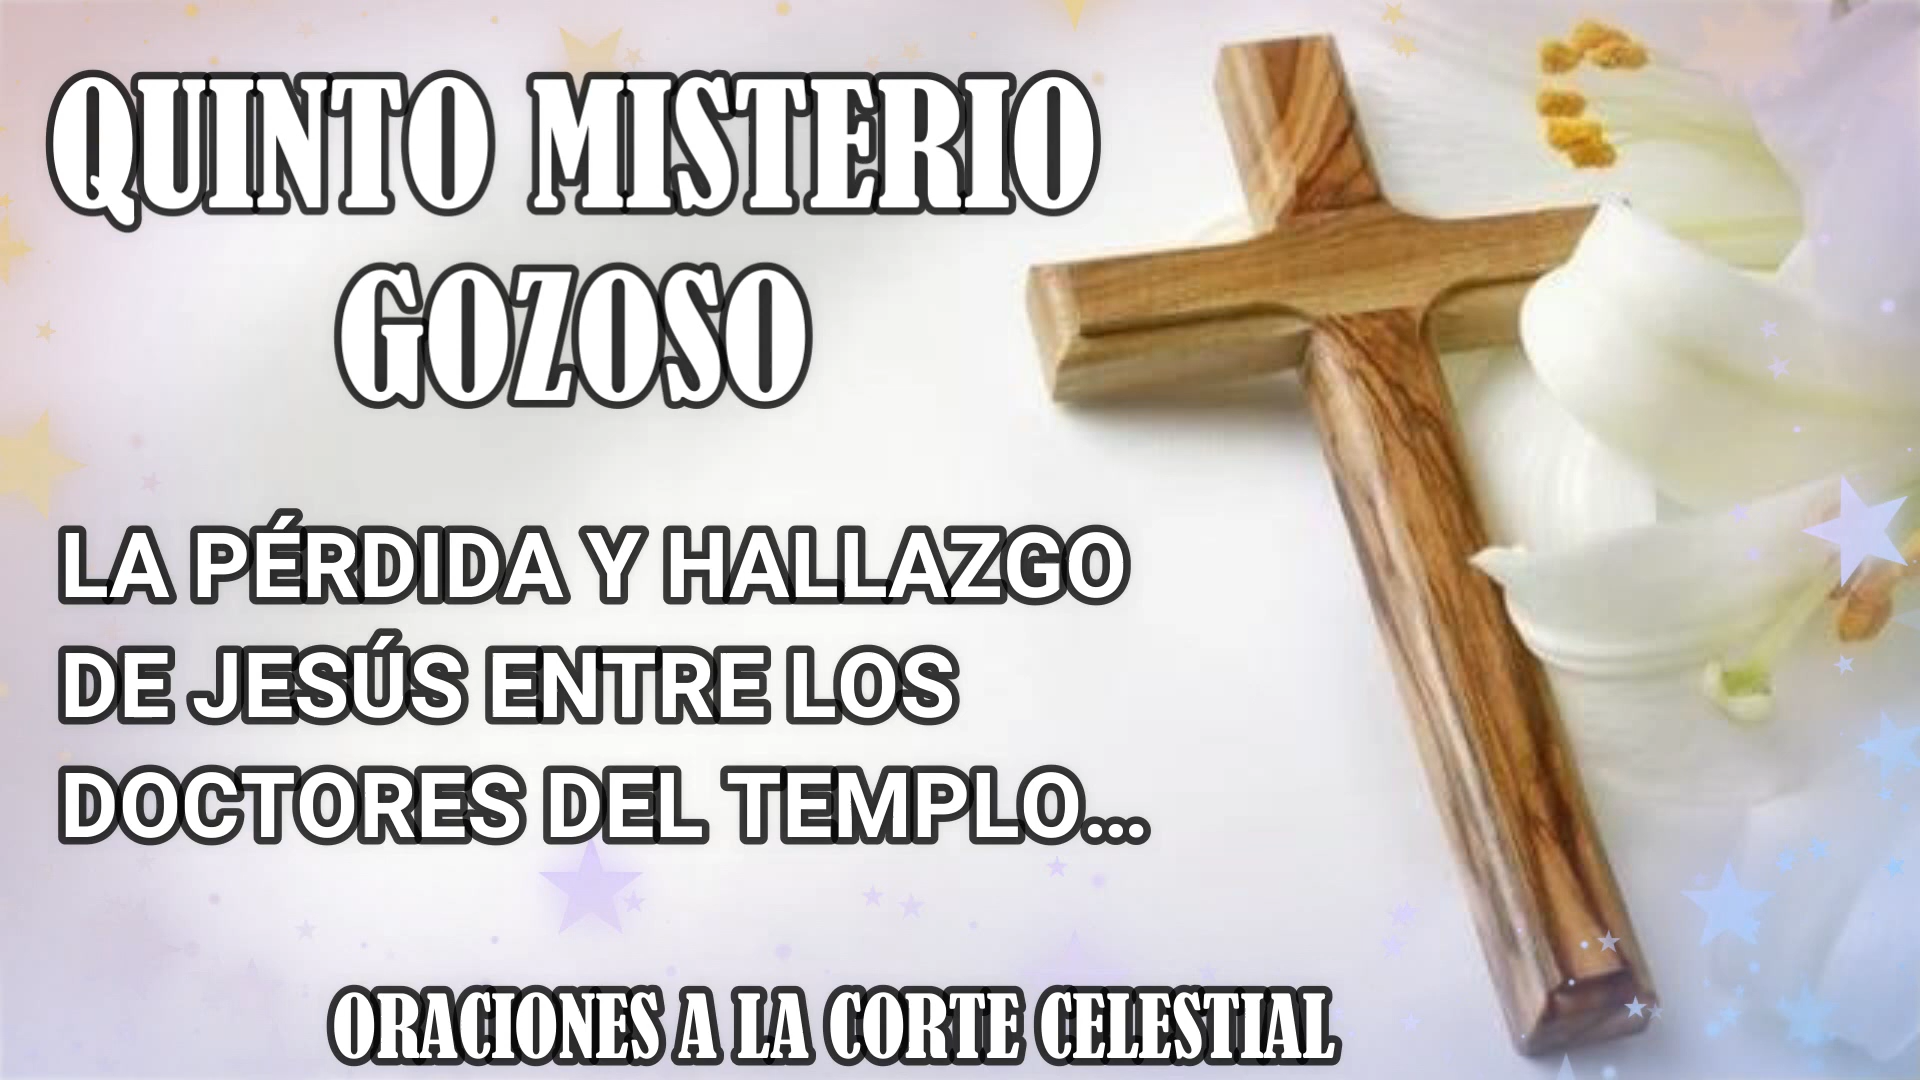 QUINTO MISTERIO
GOZOSO
LA PÉRDIDA Y HALLAZGO
DE JESÚS ENTRE LOS
DOCTORES DEL TEMPLO...
ORACIONES A LA CORTE CELESTIAL